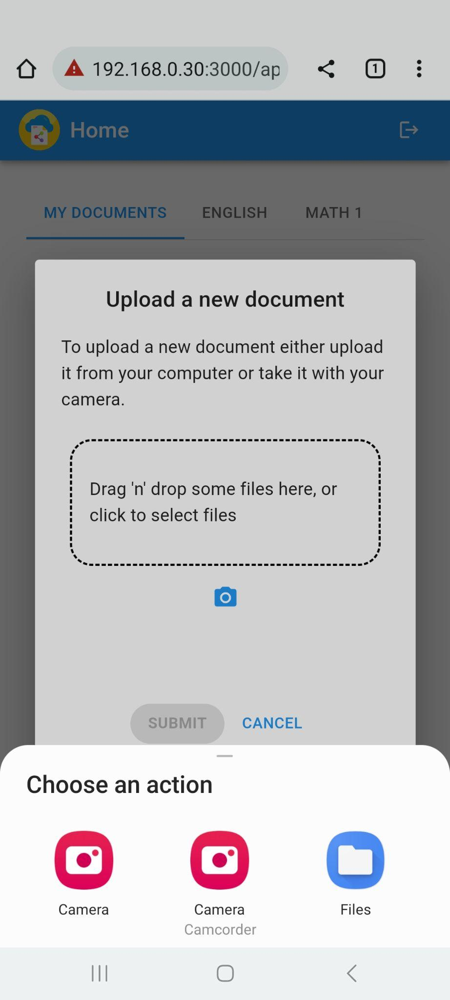 192.168.0.30:3000/ap
1
Home
MY DOCUMENTS
ENGLISH
MATH 1
Upload a new document
To upload a new document either upload
it from your computer or take it with your
camera.
Drag 'n' drop some files here, or
click to select files
SUBMIT
CANCEL
Choose an action
Camera
Camera
Files
Camcorder